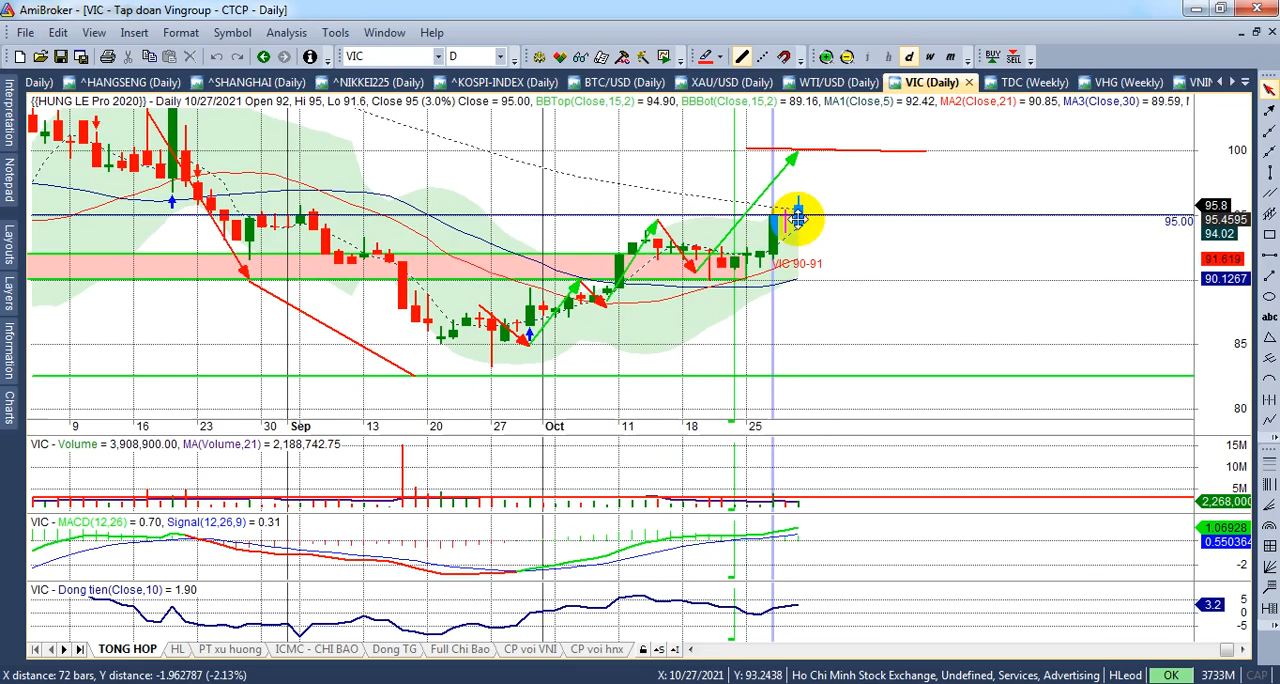 AmiBroker - [VIC - Tap doan Vingroup - CTCP - Daily]
File Edit View Insert Format Symbol Analysis Tools Window Help
VIC D i d w m BUY SELL
Daily) ^HANGSENG (Daily) ^SHANGHAI (Daily) ^NIKKEI225 (Daily) ^KOSPI-INDEX (Daily) BTC/USD (Daily) XAU/USD (Daily) WTI/USD (Daily) VIC (Daily) TDC (Weekly) VHG (Weekly) VNIN
{{HUNG LE Pro 2020}} - Daily 10/27/2021 Open 92, Hi 95, Lo 91.6, Close 95 (3.0%) Close = 95.00, BBTop(Close,15,2) = 94.90, BBBot(Close,15,2) = 89.16, MA1(Close,5) = 92.42, MA2(Close,21) = 90.85, MA3(Close,30) = 89.59,
Interpretation
Notepad
Layouts
Layers
Information
Charts
abc
100
95.8
95.4595
95.00
94.02
91.619
90.1267
85
80
VIC 90-91
9 16 23 30 Sep 13 20 27 Oct 11 18 25
VIC - Volume = 3,908,900.00, MA(Volume,21) = 2,188,742.75
15M
10M
5M
2,268,000
VIC - MACD(12,26) = 0.70, Signal(12,26,9) = 0.31
1.06928
0.550364
-2
VIC - Dong tien(Close,10) = 1.90
5
3.2
0
-5
TONG HOP HL PT xu huong ICMC - CHI BAO Dong TG Full Chi Bao CP voi VNI CP voi hnx
X distance: 72 bars, Y distance: -1.962787 (-2.13%) X: 10/27/2021 Y: 93.2438 Ho Chi Minh Stock Exchange, Undefined, Services, Advertising HLeod OK 3733M CAP